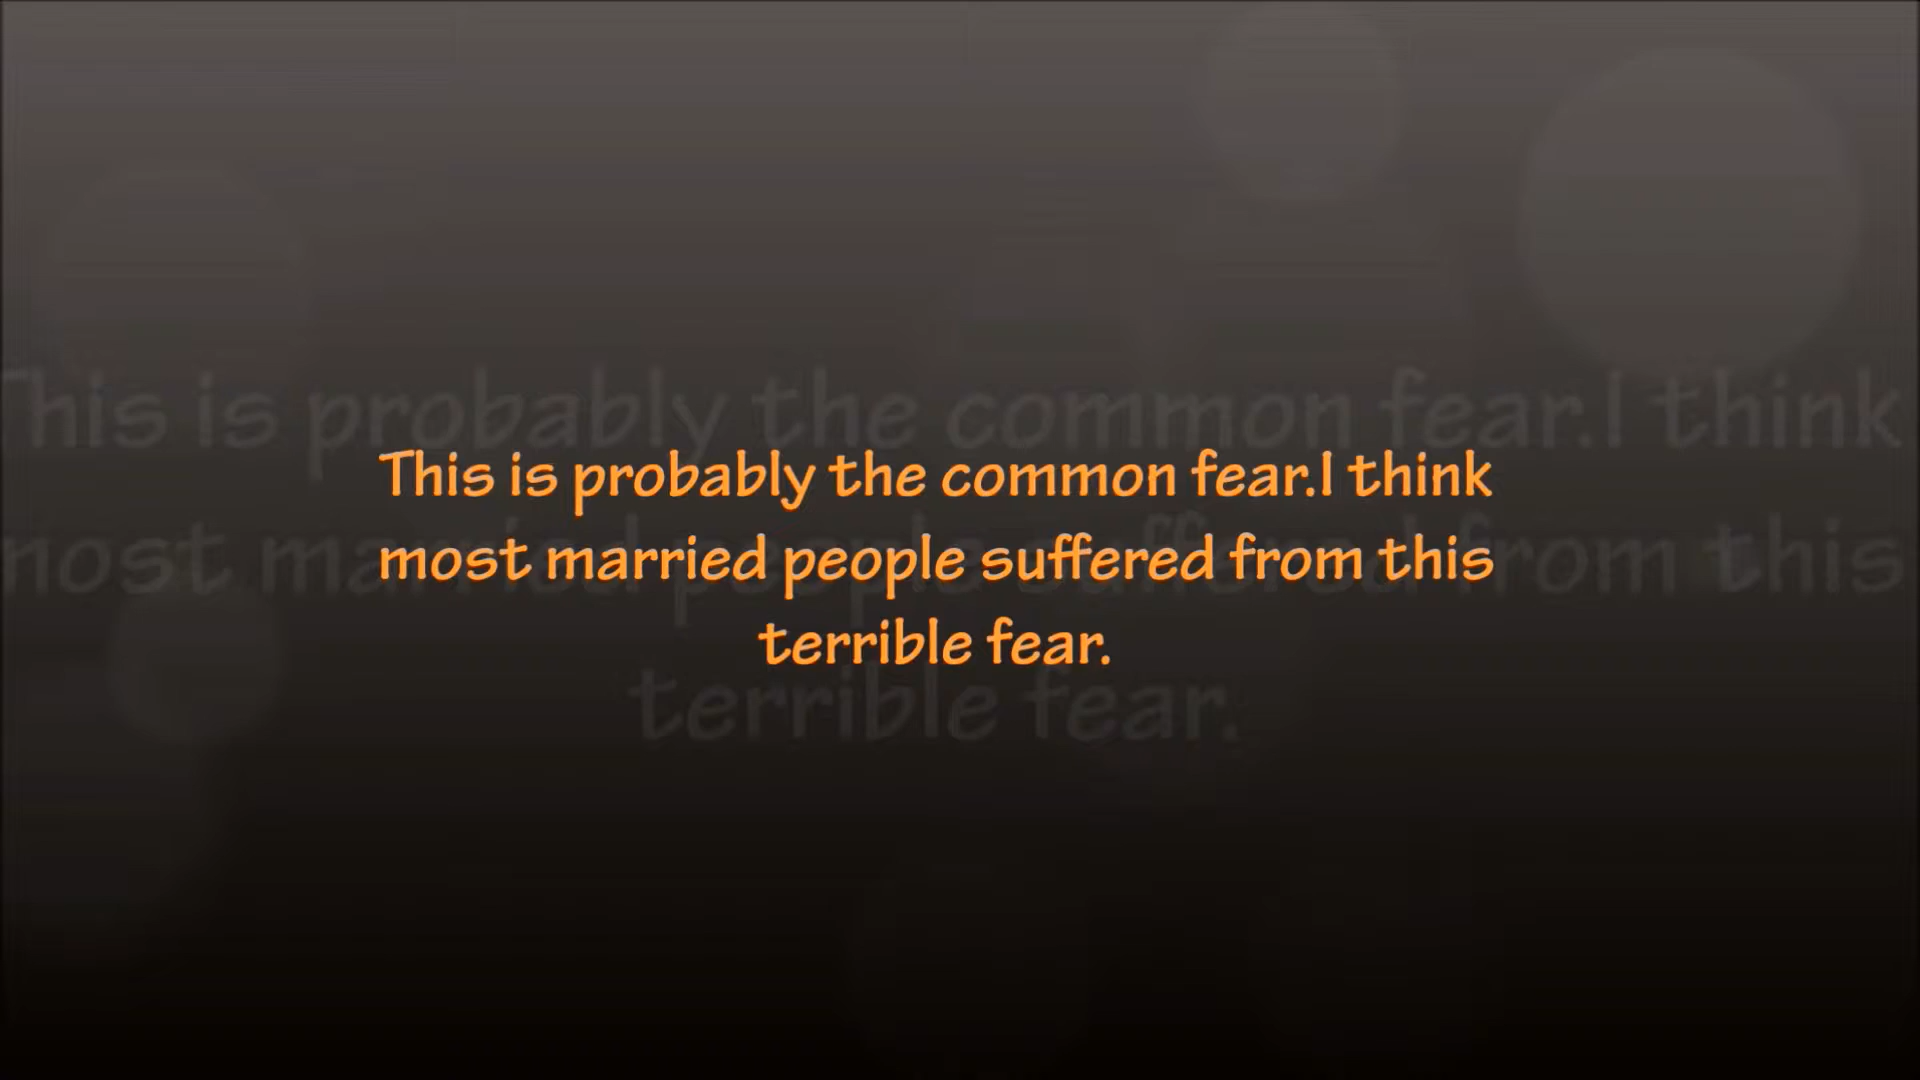 This is probably the common fear.I think
most married people suffered from this
terrible fear.